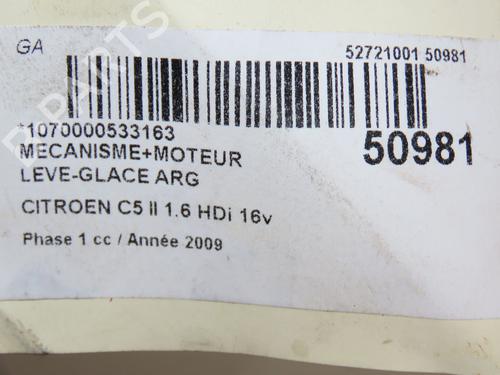 GA
52721001 50981
*1070000533163
50981
MECANISME+MOTEUR
LEVE-GLACE ARG
CITROEN C5 II 1.6 HDi 16v
Phase 1 cc / Année 2009
B-PARTS